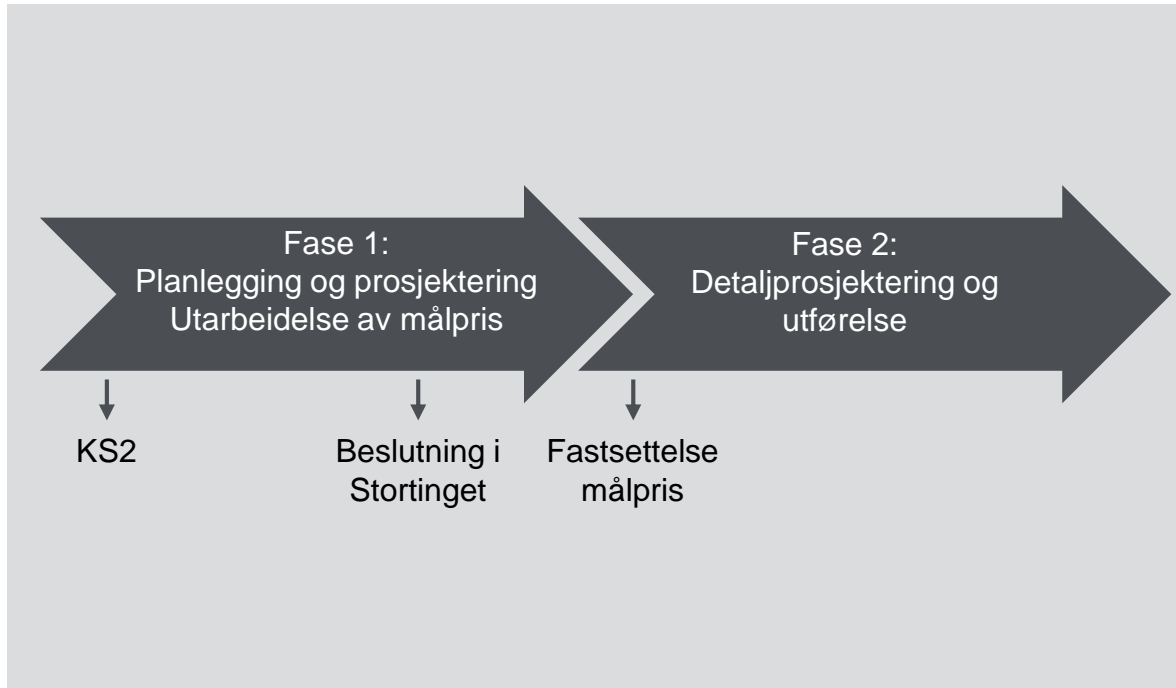 Fase 1:
Planlegging og prosjektering
Utarbeidelse av målpris
Fase 2:
Detaljprosjektering og
utførelse
KS2
Beslutning i
Stortinget
Fastsettelse
målpris